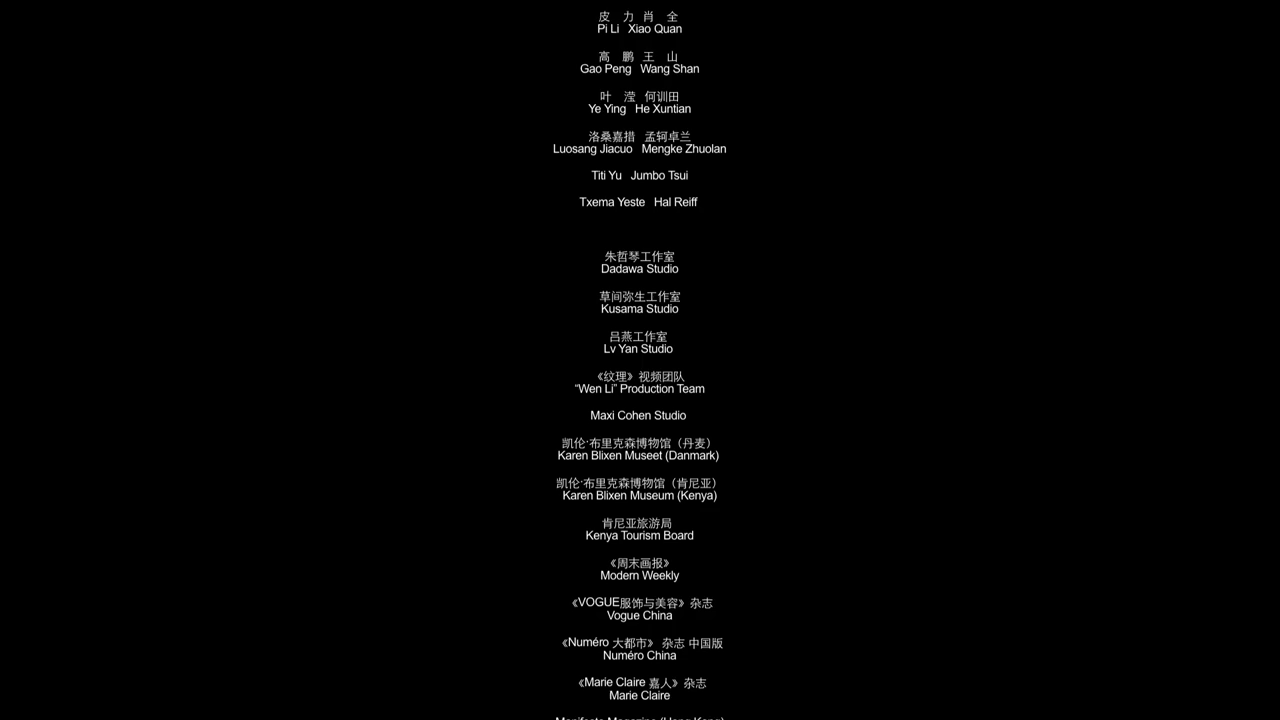 皮 力 肖 全
Pi Li Xiao Quan
高 鹏 王 山
Gao Peng Wang Shan
叶 滢 何训田
Ye Ying He Xuntian
洛桑嘉措 孟轲卓兰
Luosang Jiacuo Mengke Zhuolan
Titi Yu Jumbo Tsui
Txema Yeste Hal Reiff
朱哲琴工作室
Dadawa Studio
草间弥生工作室
Kusama Studio
吕燕工作室
Lv Yan Studio
《纹理》视频团队
“Wen Li” Production Team
Maxi Cohen Studio
凯伦·布里克森博物馆（丹麦）
Karen Blixen Museet (Danmark)
凯伦·布里克森博物馆（肯尼亚）
Karen Blixen Museum (Kenya)
肯尼亚旅游局
Kenya Tourism Board
《周末画报》
Modern Weekly
《VOGUE服饰与美容》杂志
Vogue China
《Numéro 大都市》 杂志 中国版
Numéro China
《Marie Claire 嘉人》杂志
Marie Claire
Manifesto Magazine (Hong Kong)